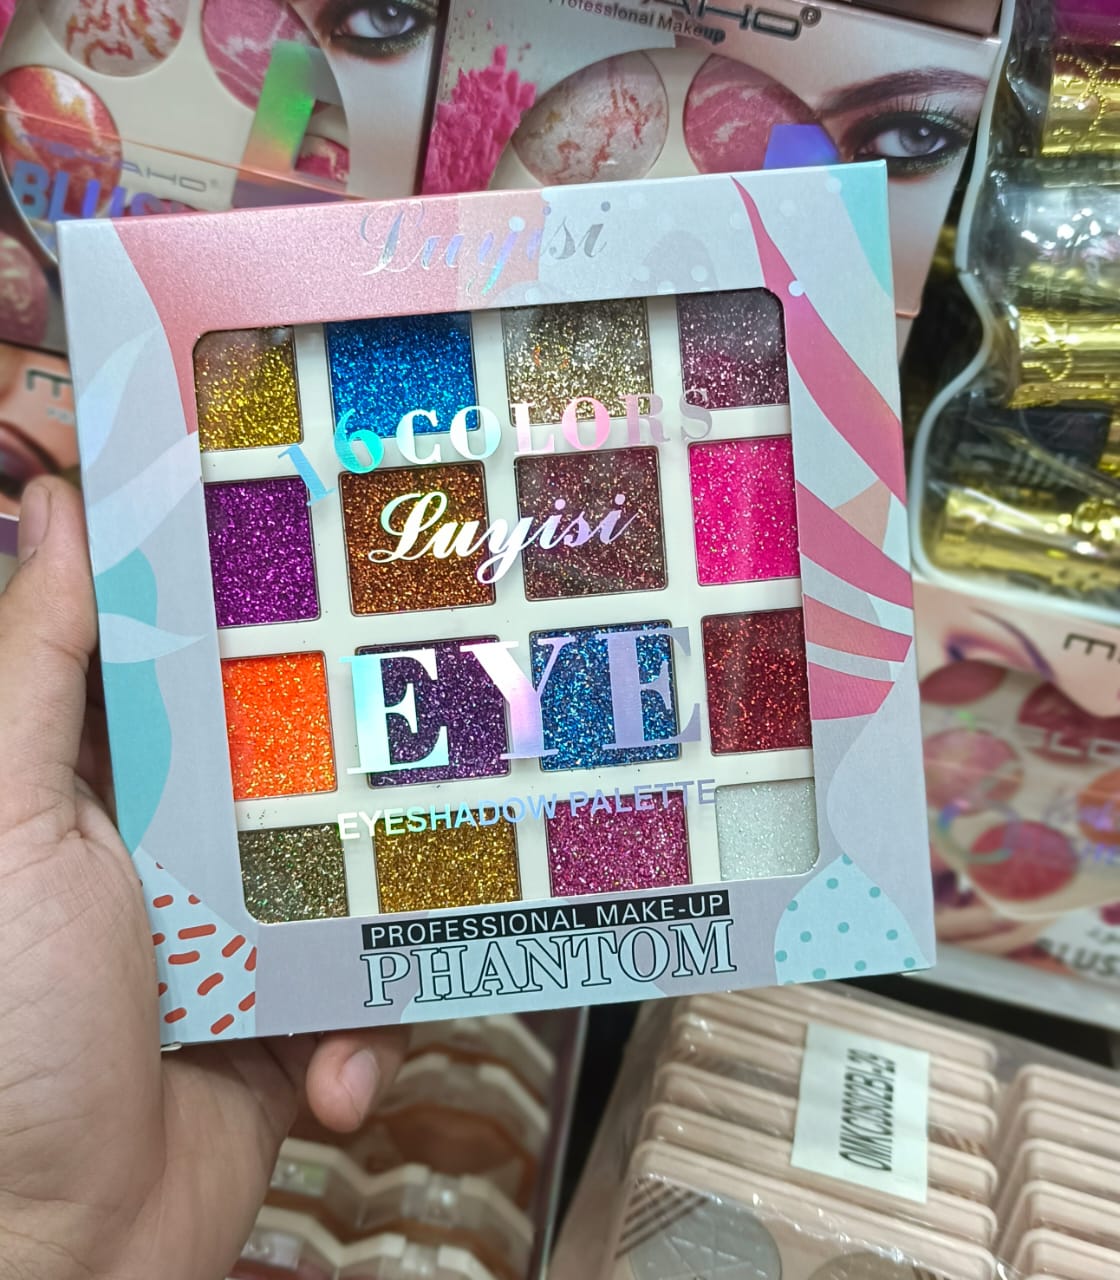 Professional Makeup
Luyisi
16 COLORS
Luyisi
EYE
EYESHADOW PALETTE
PROFESSIONAL MAKE-UP
PHANTOM